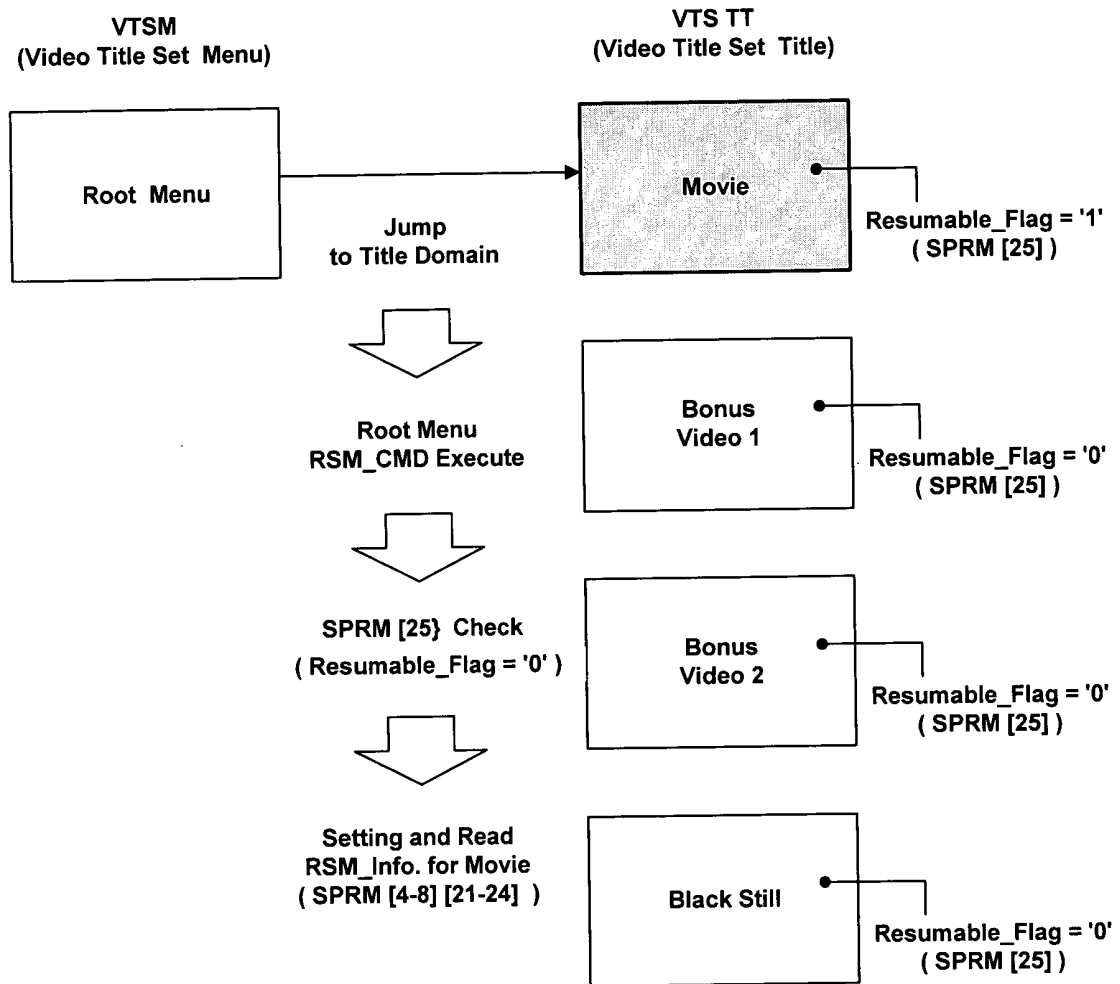 VTSM
(Video Title Set Menu)
VTS TT
(Video Title Set Title)
Root Menu
Movie
Jump
to Title Domain
Resumable_Flag = '1'
( SPRM [25] )
Root Menu
RSM_CMD Execute
Bonus
Video 1
Resumable_Flag = '0'
( SPRM [25] )
SPRM [25} Check
( Resumable_Flag = '0' )
Bonus
Video 2
Resumable_Flag = '0'
( SPRM [25] )
Setting and Read
RSM_Info. for Movie
( SPRM [4-8] [21-24] )
Black Still
Resumable_Flag = '0'
( SPRM [25] )